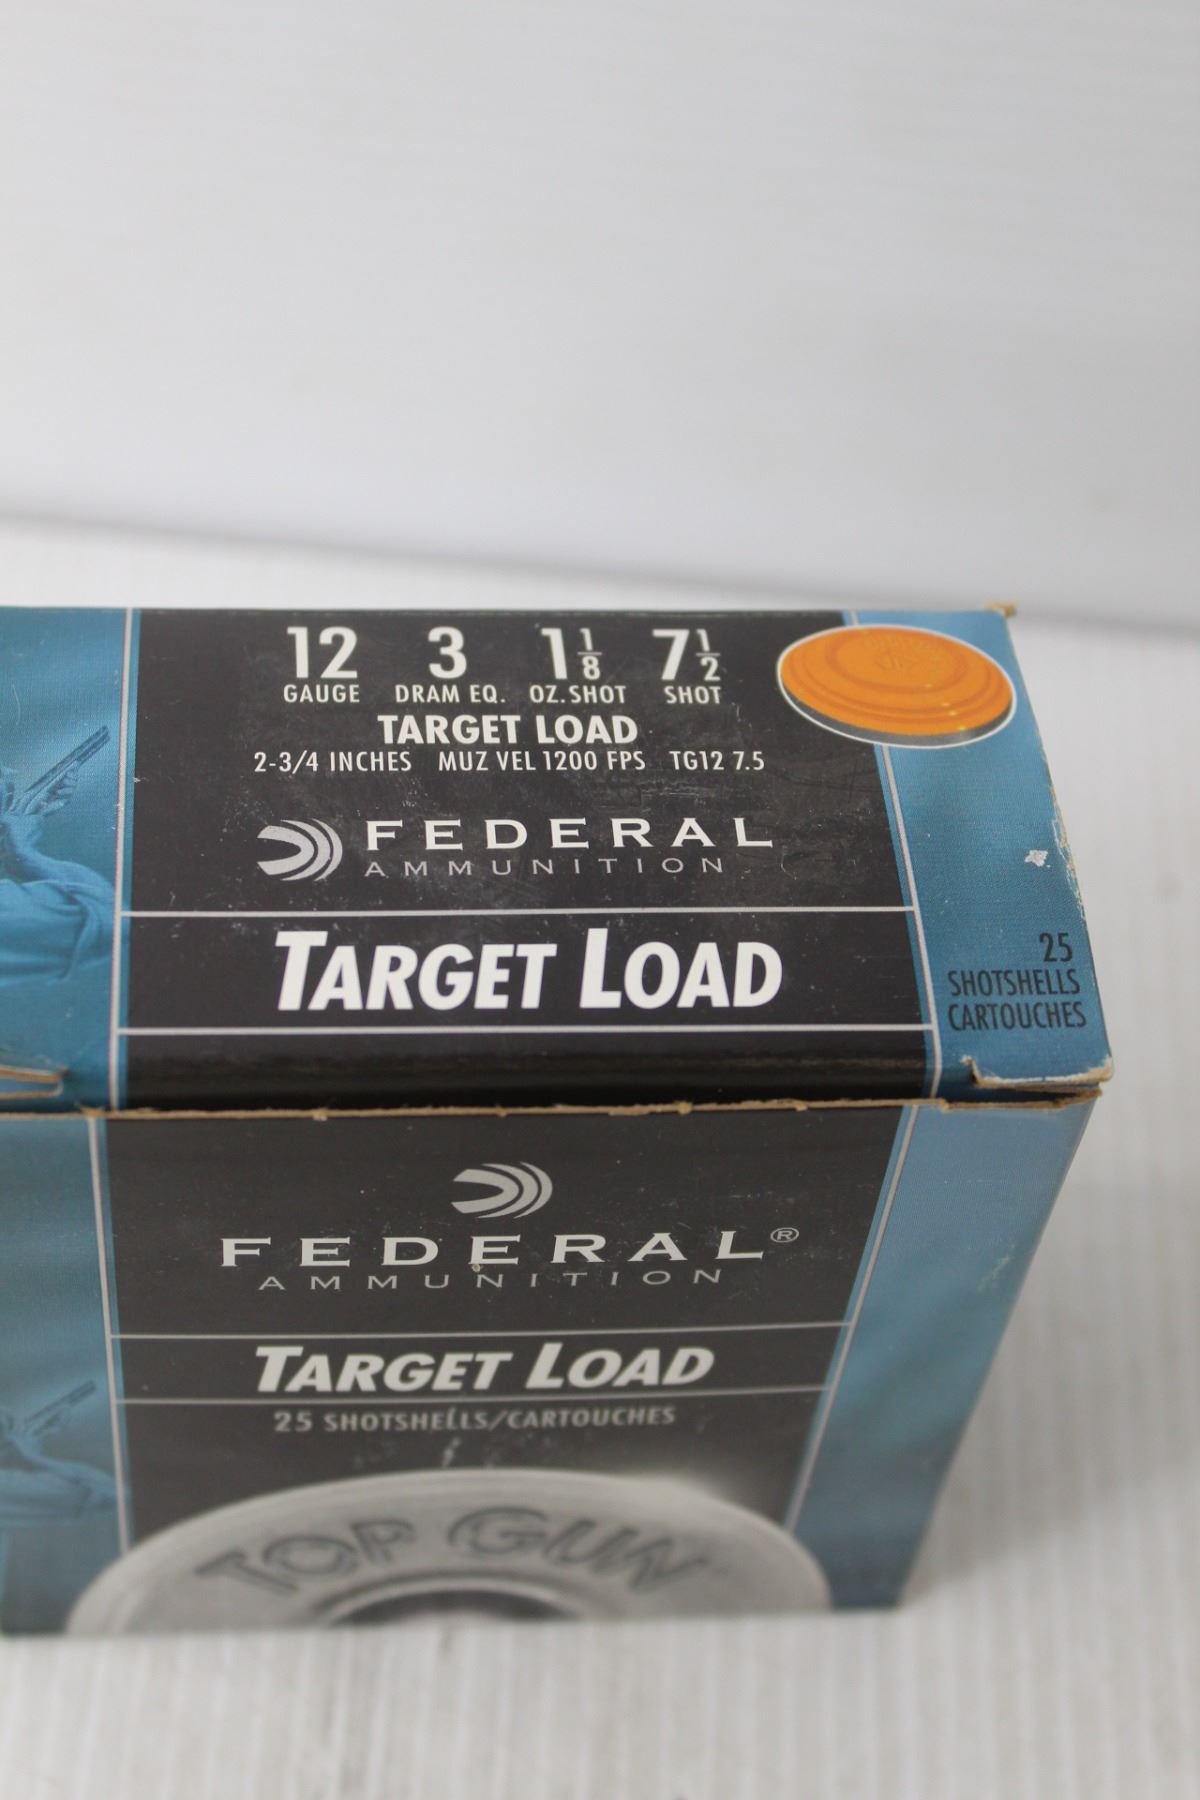 12 3 1 1/8 7 1/2
GAUGE DRAM EQ. OZ. SHOT SHOT
TARGET LOAD
2-3/4 INCHES MUZ VEL 1200 FPS TG12 7.5
FEDERAL
AMMUNITION
TARGET LOAD
25
SHOTSHELLS
CARTOUCHES
FEDERAL®
AMMUNITION
TARGET LOAD
25 SHOTSHELLS/CARTOUCHES
TOP GUN